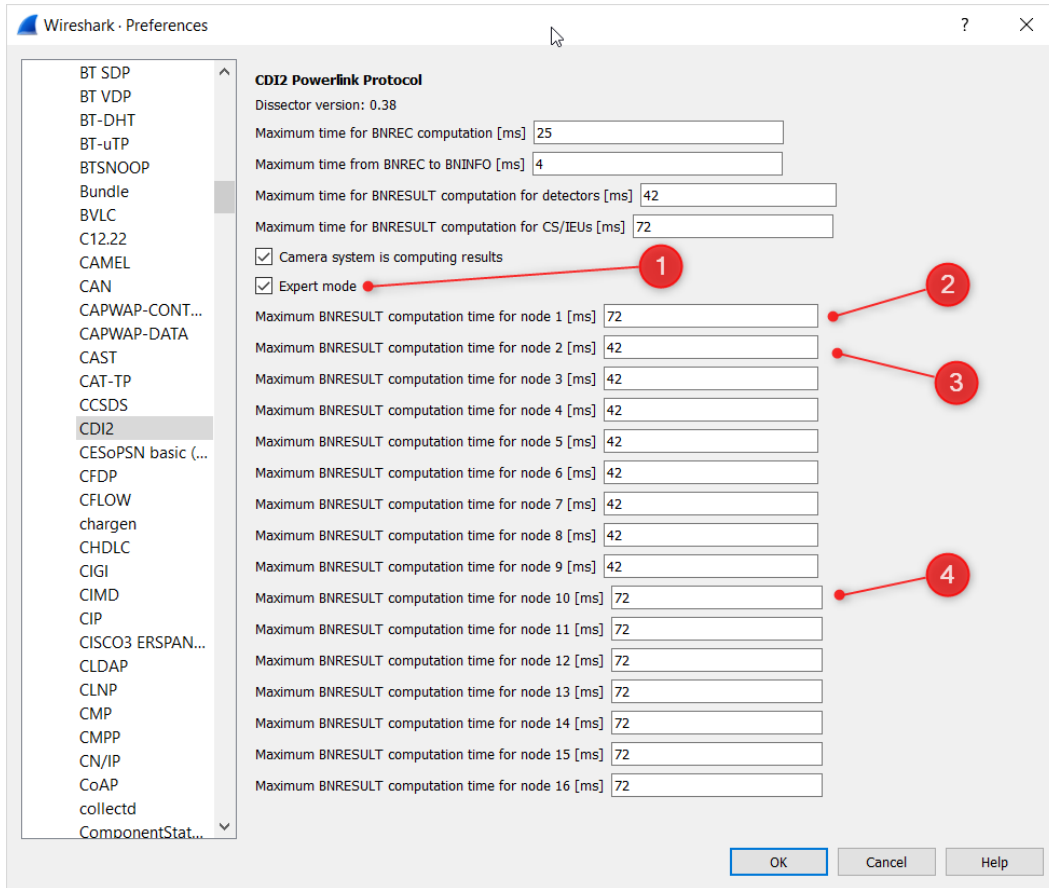 Wireshark · Preferences
?
BT SDP
BT VDP
BT-DHT
BT-uTP
BTSNOOP
Bundle
BVLC
C12.22
CAMEL
CAN
CAPWAP-CONT...
CAPWAP-DATA
CAST
CAT-TP
CCSDS
CDI2
CESoPSN basic (...
CFDP
CFLOW
chargen
CHDLC
CIGI
CIMD
CIP
CISCO3 ERSPAN...
CLDAP
CLNP
CMP
CMPP
CN/IP
CoAP
collectd
ComponentStat...
CDI2 Powerlink Protocol
Dissector version: 0.38
Maximum time for BNREC computation [ms] 25
Maximum time from BNREC to BNINFO [ms] 4
Maximum time for BNRESULT computation for detectors [ms] 42
Maximum time for BNRESULT computation for CS/IEUs [ms] 72
Camera system is computing results
Expert mode
1
Maximum BNRESULT computation time for node 1 [ms] 72
2
Maximum BNRESULT computation time for node 2 [ms] 42
3
Maximum BNRESULT computation time for node 3 [ms] 42
Maximum BNRESULT computation time for node 4 [ms] 42
Maximum BNRESULT computation time for node 5 [ms] 42
Maximum BNRESULT computation time for node 6 [ms] 42
Maximum BNRESULT computation time for node 7 [ms] 42
Maximum BNRESULT computation time for node 8 [ms] 42
Maximum BNRESULT computation time for node 9 [ms] 42
Maximum BNRESULT computation time for node 10 [ms] 72
4
Maximum BNRESULT computation time for node 11 [ms] 72
Maximum BNRESULT computation time for node 12 [ms] 72
Maximum BNRESULT computation time for node 13 [ms] 72
Maximum BNRESULT computation time for node 14 [ms] 72
Maximum BNRESULT computation time for node 15 [ms] 72
Maximum BNRESULT computation time for node 16 [ms] 72
OK
Cancel
Help